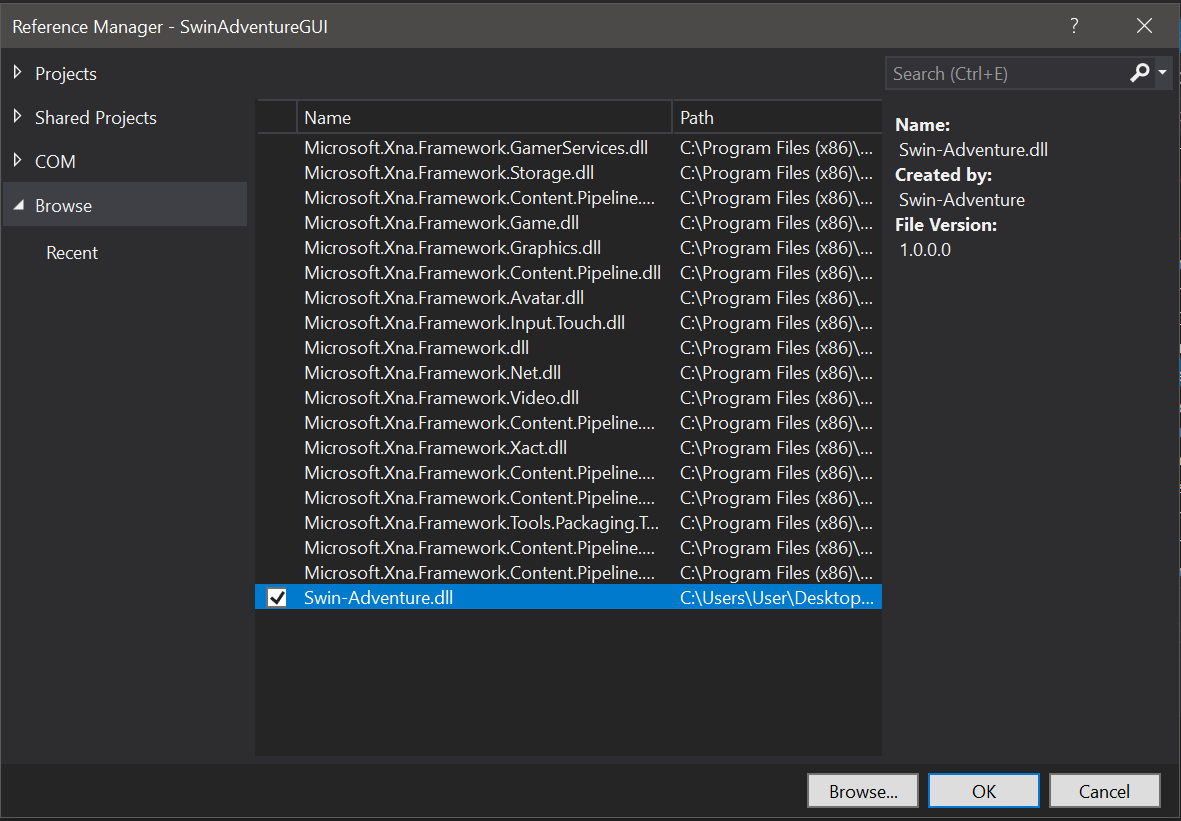 Reference Manager - SwinAdventureGUI
?
Projects
Shared Projects
COM
Browse
Recent
Name Path
Microsoft.Xna.Framework.GamerServices.dll C:\Program Files (x86)\...
Microsoft.Xna.Framework.Storage.dll C:\Program Files (x86)\...
Microsoft.Xna.Framework.Content.Pipeline.... C:\Program Files (x86)\...
Microsoft.Xna.Framework.Game.dll C:\Program Files (x86)\...
Microsoft.Xna.Framework.Graphics.dll C:\Program Files (x86)\...
Microsoft.Xna.Framework.Content.Pipeline.dll C:\Program Files (x86)\...
Microsoft.Xna.Framework.Avatar.dll C:\Program Files (x86)\...
Microsoft.Xna.Framework.Input.Touch.dll C:\Program Files (x86)\...
Microsoft.Xna.Framework.dll C:\Program Files (x86)\...
Microsoft.Xna.Framework.Net.dll C:\Program Files (x86)\...
Microsoft.Xna.Framework.Video.dll C:\Program Files (x86)\...
Microsoft.Xna.Framework.Content.Pipeline.... C:\Program Files (x86)\...
Microsoft.Xna.Framework.Xact.dll C:\Program Files (x86)\...
Microsoft.Xna.Framework.Content.Pipeline.... C:\Program Files (x86)\...
Microsoft.Xna.Framework.Content.Pipeline.... C:\Program Files (x86)\...
Microsoft.Xna.Framework.Tools.Packaging.T... C:\Program Files (x86)\...
Microsoft.Xna.Framework.Content.Pipeline.... C:\Program Files (x86)\...
Microsoft.Xna.Framework.Content.Pipeline.... C:\Program Files (x86)\...
Swin-Adventure.dll C:\Users\User\Desktop...
Search (Ctrl+E)
Name:
Swin-Adventure.dll
Created by:
Swin-Adventure
File Version:
1.0.0.0
Browse... OK Cancel